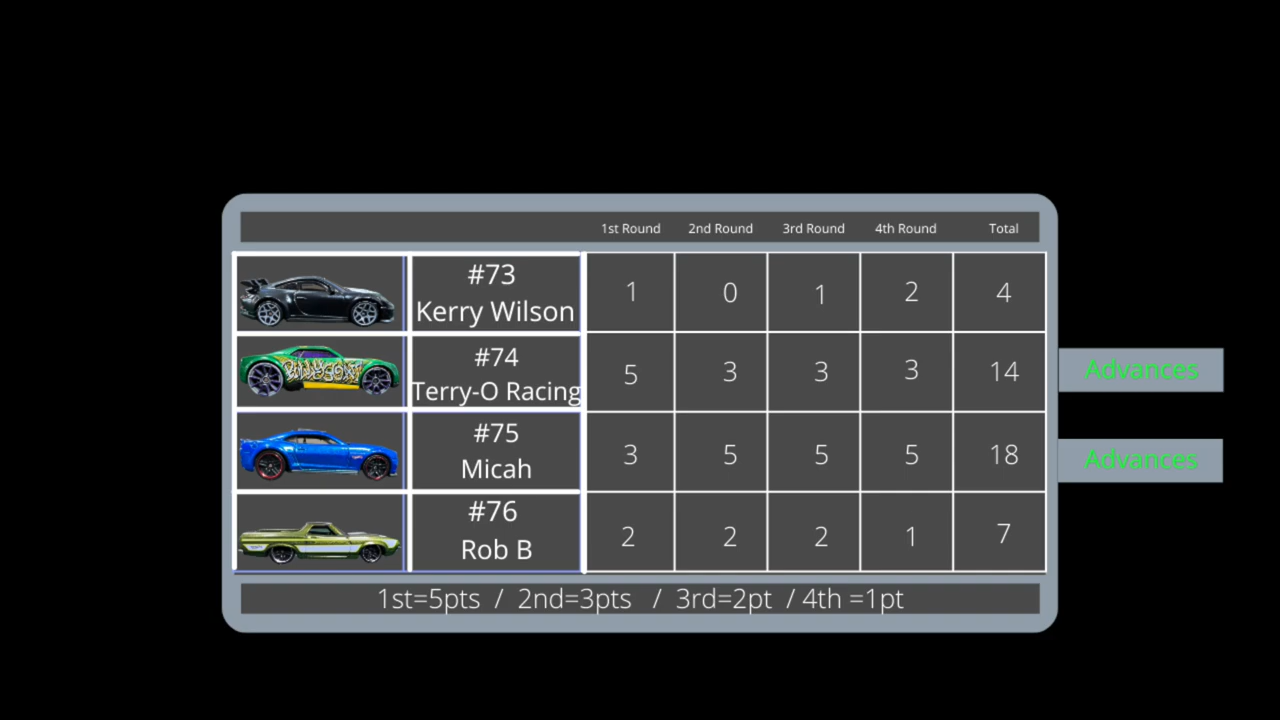 1st Round 2nd Round 3rd Round 4th Round Total
#73
Kerry Wilson
1 0 1 2 4
#74
Terry-O Racing
5 3 3 3 14
Advances
#75
Micah
3 5 5 5 18
Advances
#76
Rob B
2 2 2 1 7
1st=5pts / 2nd=3pts / 3rd=2pt / 4th =1pt